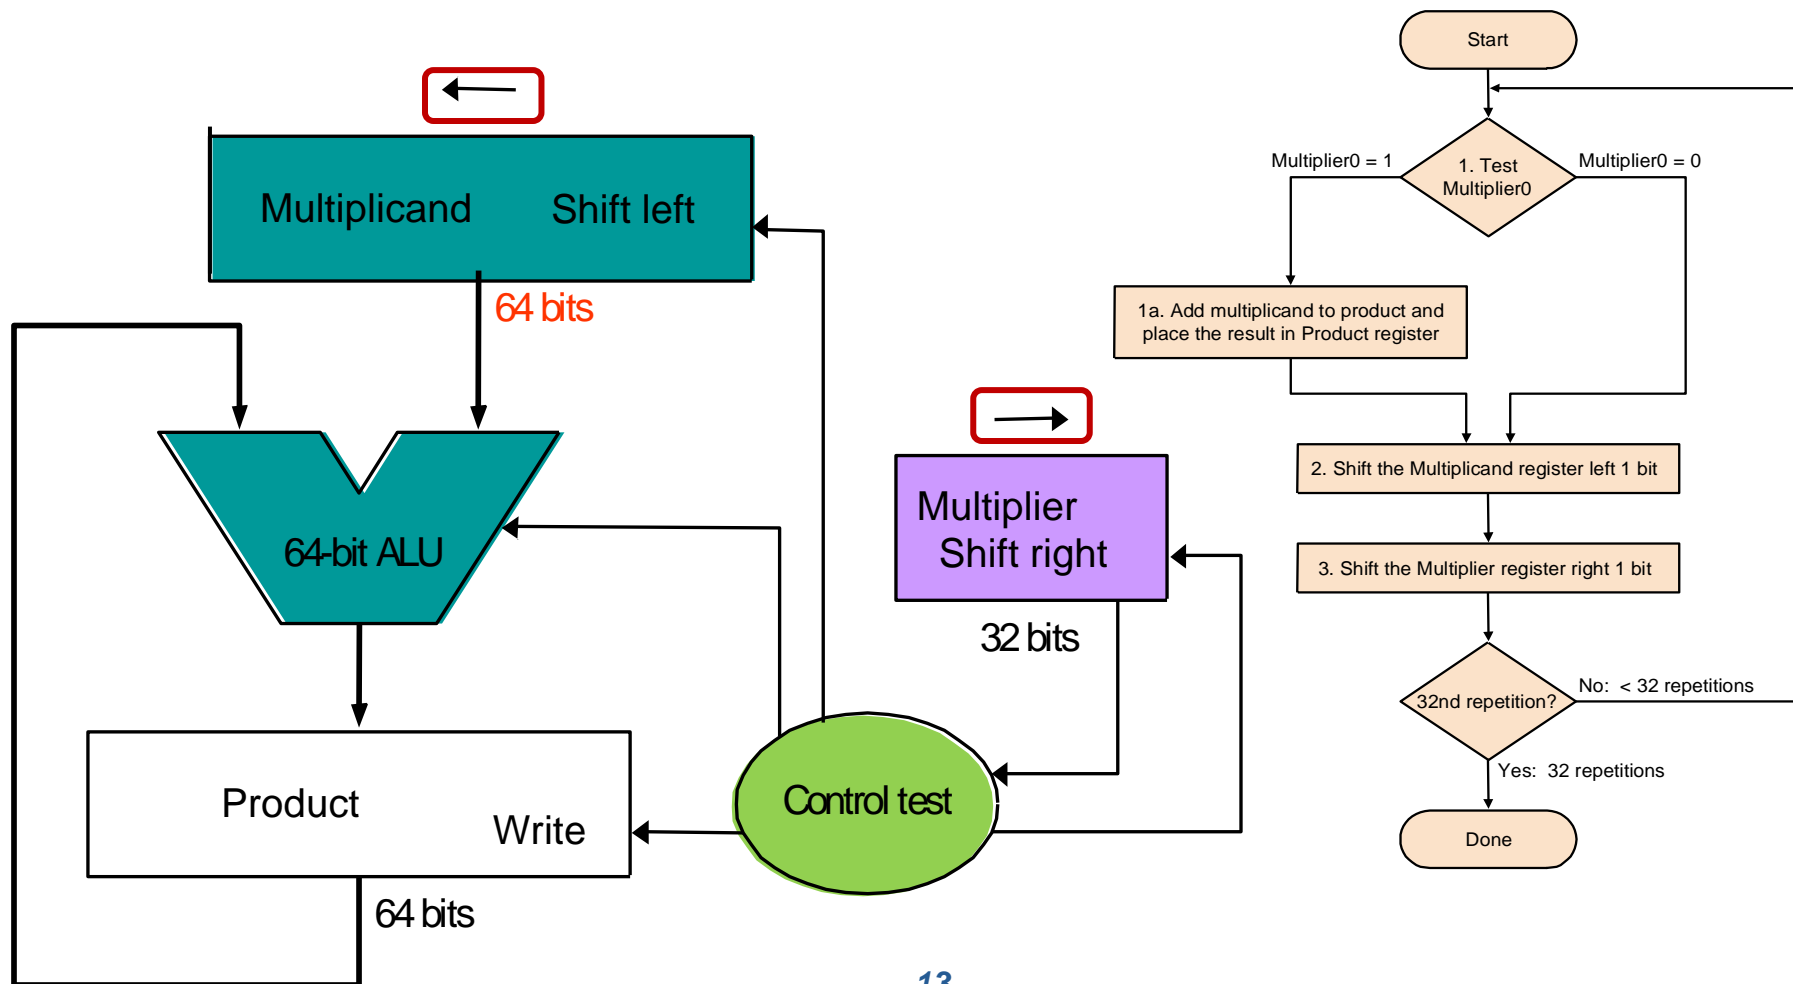 Multiplicand Shift left
64 bits
64-bit ALU
Multiplier
Shift right
32 bits
Control test
Product
Write
64 bits
Start
Multiplier0 = 1
1. Test
Multiplier0
Multiplier0 = 0
1a. Add multiplicand to product and
place the result in Product register
2. Shift the Multiplicand register left 1 bit
3. Shift the Multiplier register right 1 bit
32nd repetition?
No: < 32 repetitions
Yes: 32 repetitions
Done
13